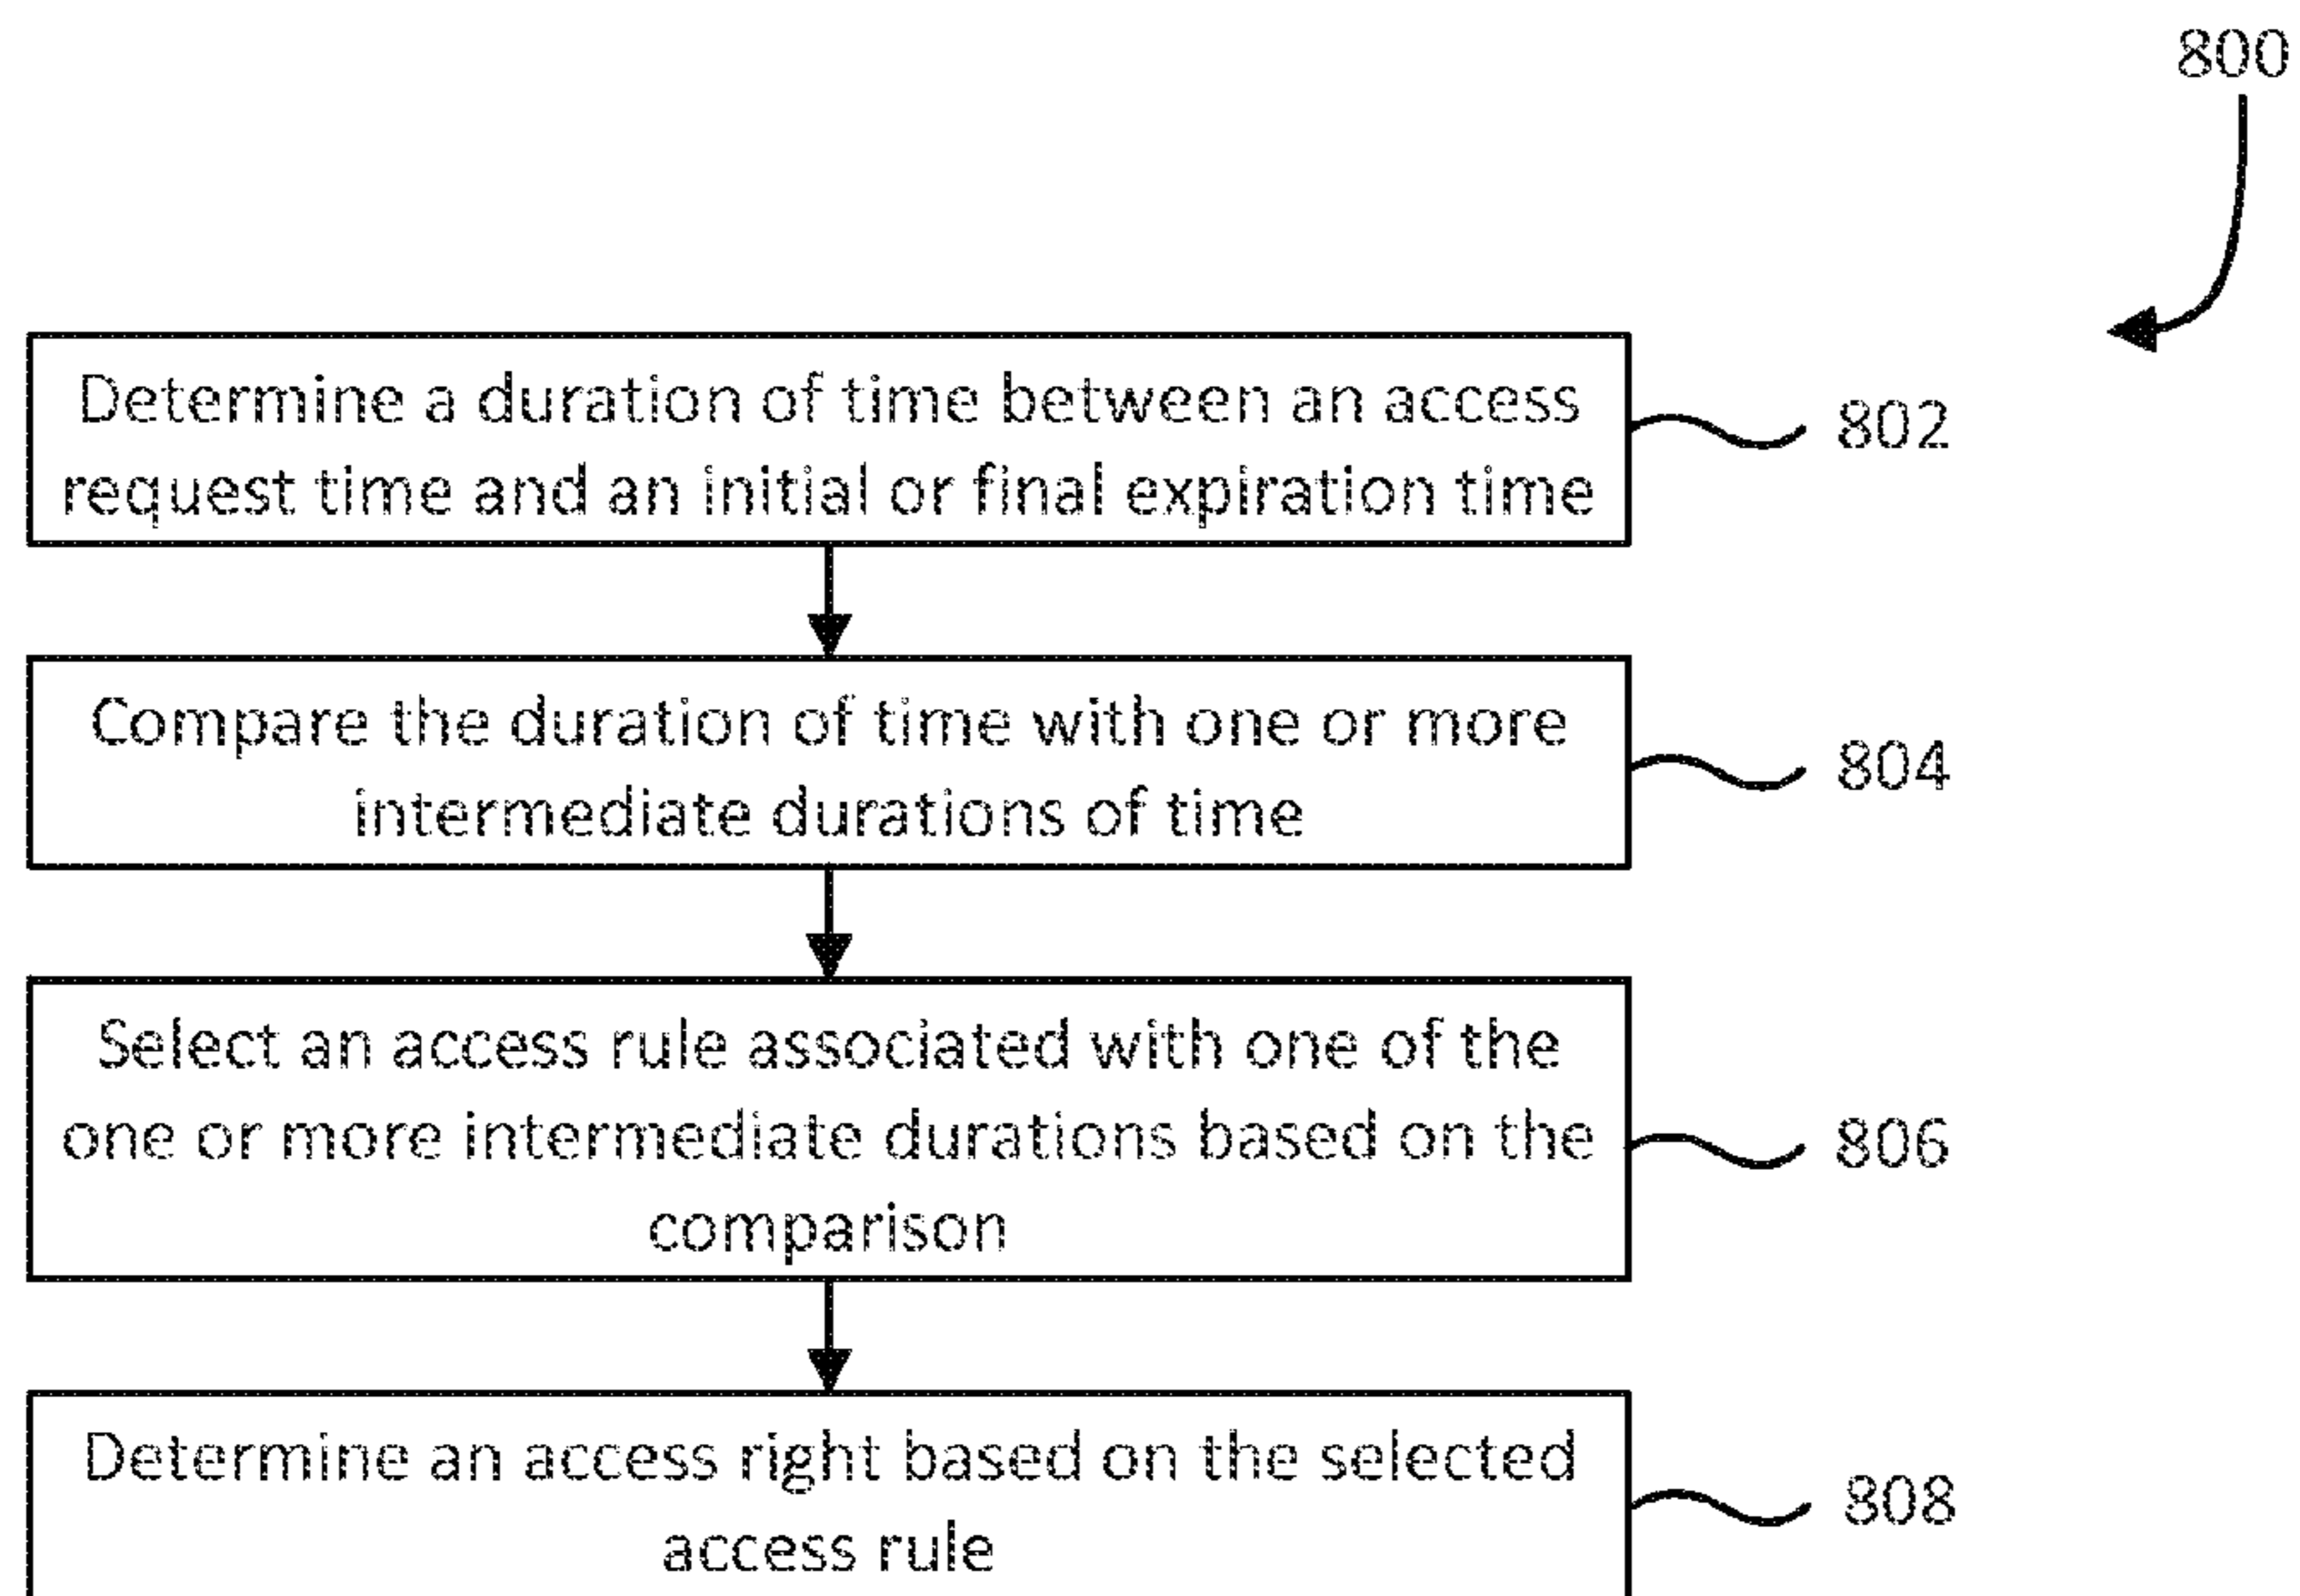 800
Determine a duration of time between an access
request time and an initial or final expiration time
802
Compare the duration of time with one or more
intermediate durations of time
804
Select an access rule associated with one of the
one or more intermediate durations based on the
comparison
806
Determine an access right based on the selected
access rule
808